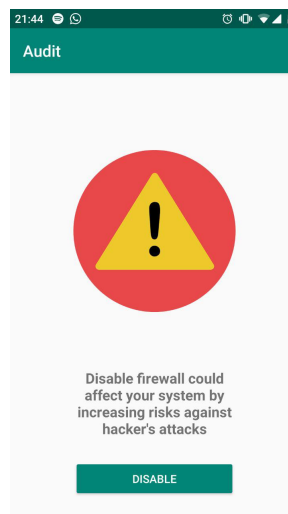 21:44
Audit
Disable firewall could
affect your system by
increasing risks against
hacker's attacks
DISABLE